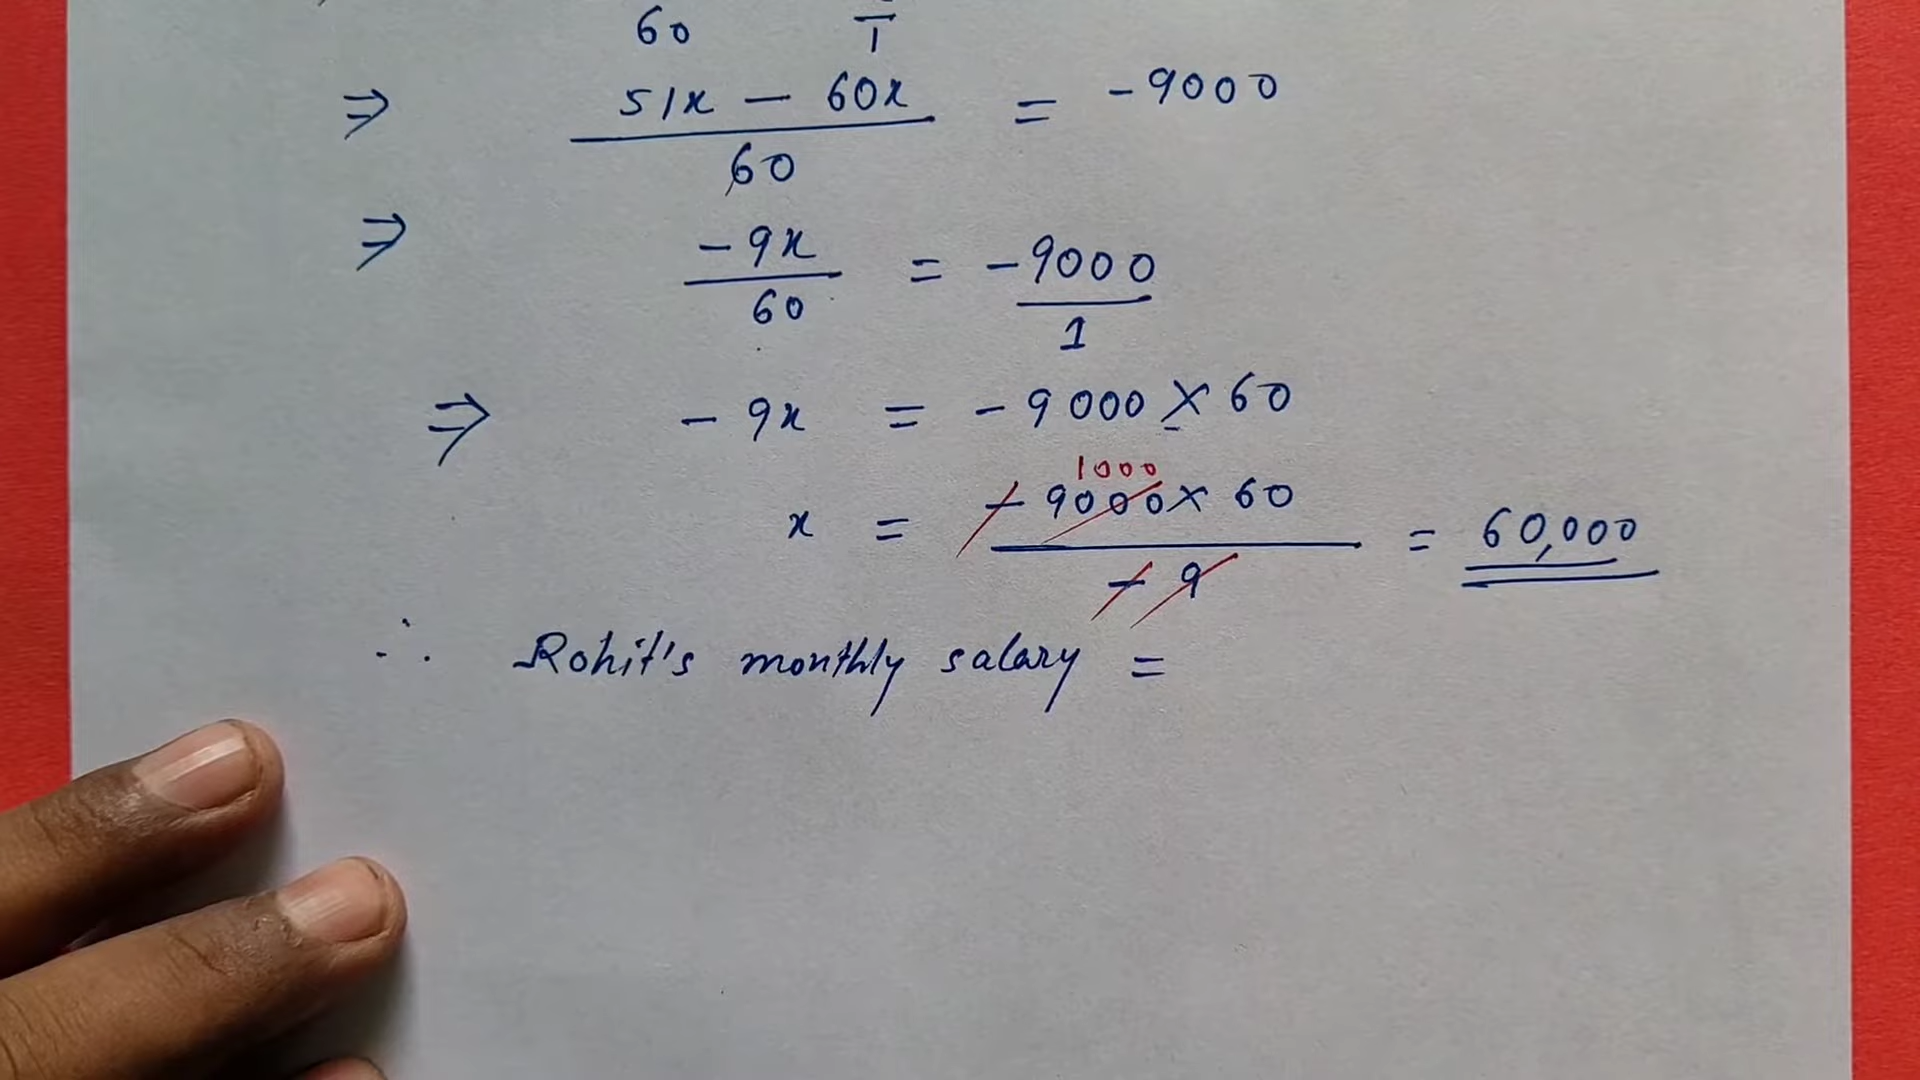 60 1
⇒ 51x - 60x = -9000
60
⇒ -9x = -9000
60 1
⇒ -9x = -9000 × 60
1000
x = -9000 × 60 = 60,000
-9
∴ Rohit's monthly salary =